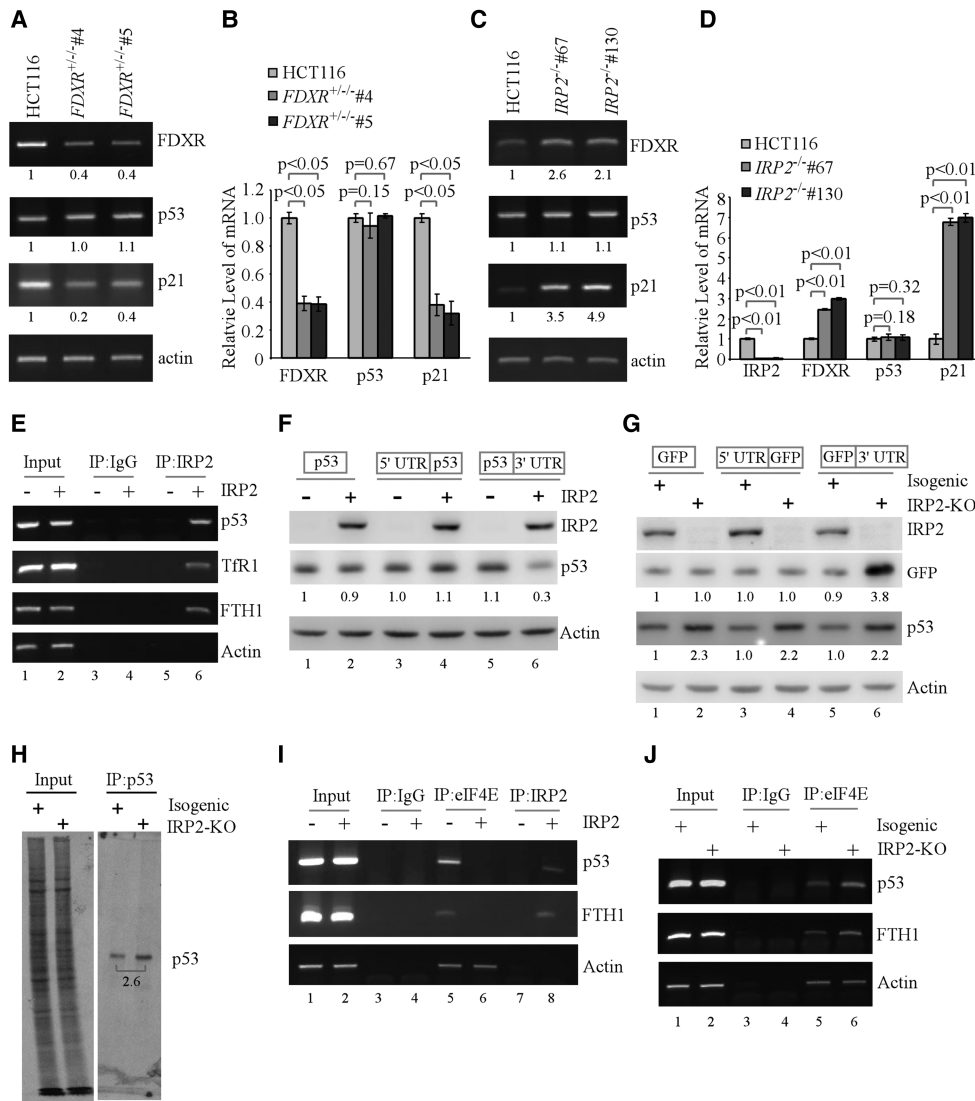 A
HCT116
FDXR+/-/-#4
FDXR+/-/-#5
FDXR
1 0.4 0.4
p53
1 1.0 1.1
p21
1 0.2 0.4
actin
B
HCT116
FDXR+/-/-#4
FDXR+/-/-#5
p<0.05 p=0.67 p<0.05
p<0.05 p=0.15 p<0.05
Relatvie Level of mRNA
1.2
1.0
0.8
0.6
0.4
0.2
0
FDXR p53 p21
C
HCT116
IRP2-/-#67
IRP2-/-#130
FDXR
1 2.6 2.1
p53
1 1.1 1.1
p21
1 3.5 4.9
actin
D
HCT116
IRP2-/-#67
IRP2-/-#130
p<0.01
p<0.01
p<0.01
p<0.01
p=0.32
p=0.18
p<0.01
p<0.01
Relatvie Level of mRNA
8
7
6
5
4
3
2
1
0
IRP2 FDXR p53 p21
E
Input IP:IgG IP:IRP2
- + - + - + IRP2
p53
TfR1
FTH1
Actin
1 2 3 4 5 6
F
p53 5' UTR p53 p53 3' UTR
- + - + - + IRP2
IRP2
p53
1 0.9 1.0 1.1 1.1 0.3
Actin
1 2 3 4 5 6
G
GFP 5' UTR GFP GFP 3' UTR
+ + + Isogenic
+ + + IRP2-KO
IRP2
GFP
1 1.0 1.0 1.0 0.9 3.8
p53
1 2.3 1.0 2.2 1.0 2.2
Actin
1 2 3 4 5 6
H
Input IP:p53
+ + Isogenic
+ + IRP2-KO
p53
2.6
I
Input IP:IgG IP:eIF4E IP:IRP2
- + - + - + - + IRP2
p53
FTH1
Actin
1 2 3 4 5 6 7 8
J
Input IP:IgG IP:eIF4E
Isogenic + + +
IRP2-KO + + +
p53
FTH1
Actin
1 2 3 4 5 6